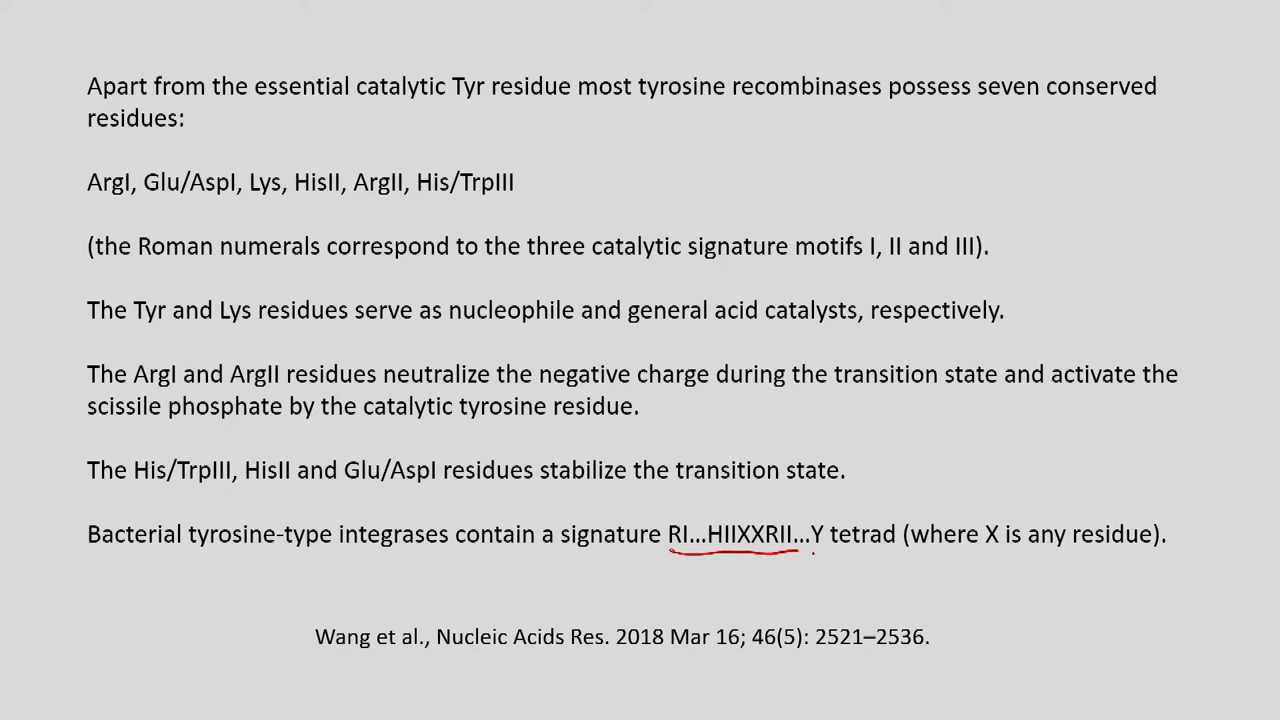 Apart from the essential catalytic Tyr residue most tyrosine recombinases possess seven conserved
residues:
ArgI, Glu/AspI, Lys, HisII, ArgII, His/TrpIII
(the Roman numerals correspond to the three catalytic signature motifs I, II and III).
The Tyr and Lys residues serve as nucleophile and general acid catalysts, respectively.
The ArgI and ArgII residues neutralize the negative charge during the transition state and activate the
scissile phosphate by the catalytic tyrosine residue.
The His/TrpIII, HisII and Glu/AspI residues stabilize the transition state.
Bacterial tyrosine-type integrases contain a signature RI...HIIXXRII...Y tetrad (where X is any residue).
Wang et al., Nucleic Acids Res. 2018 Mar 16; 46(5): 2521–2536.